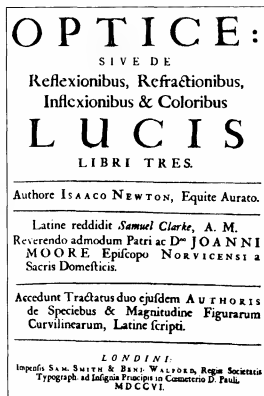 OPTICE:
SIVE DE
Reflexionibus, Refractionibus,
Inflexionibus & Coloribus
LUCIS
LIBRI TRES.
Authore ISAACO NEWTON, Equite Aurato.
Latine reddidit Samuel Clarke, A. M.
Reverendo admodum Patri ac Dno JOANNI
MOORE Episcopo NORVICENSI a
Sacris Domesticis.
Accedunt Tractatus duo ejusdem AUTHORIS
de Speciebus & Magnitudine Figurarum
Curvilinearum, Latine scripti.
LONDINI:
Impensis SAM. SMITH & BENJ. WALFORD, Regiæ Societatis
Typograph. ad Insignia Principis in Cœmeterio D. Pauli.
MDCCVI.